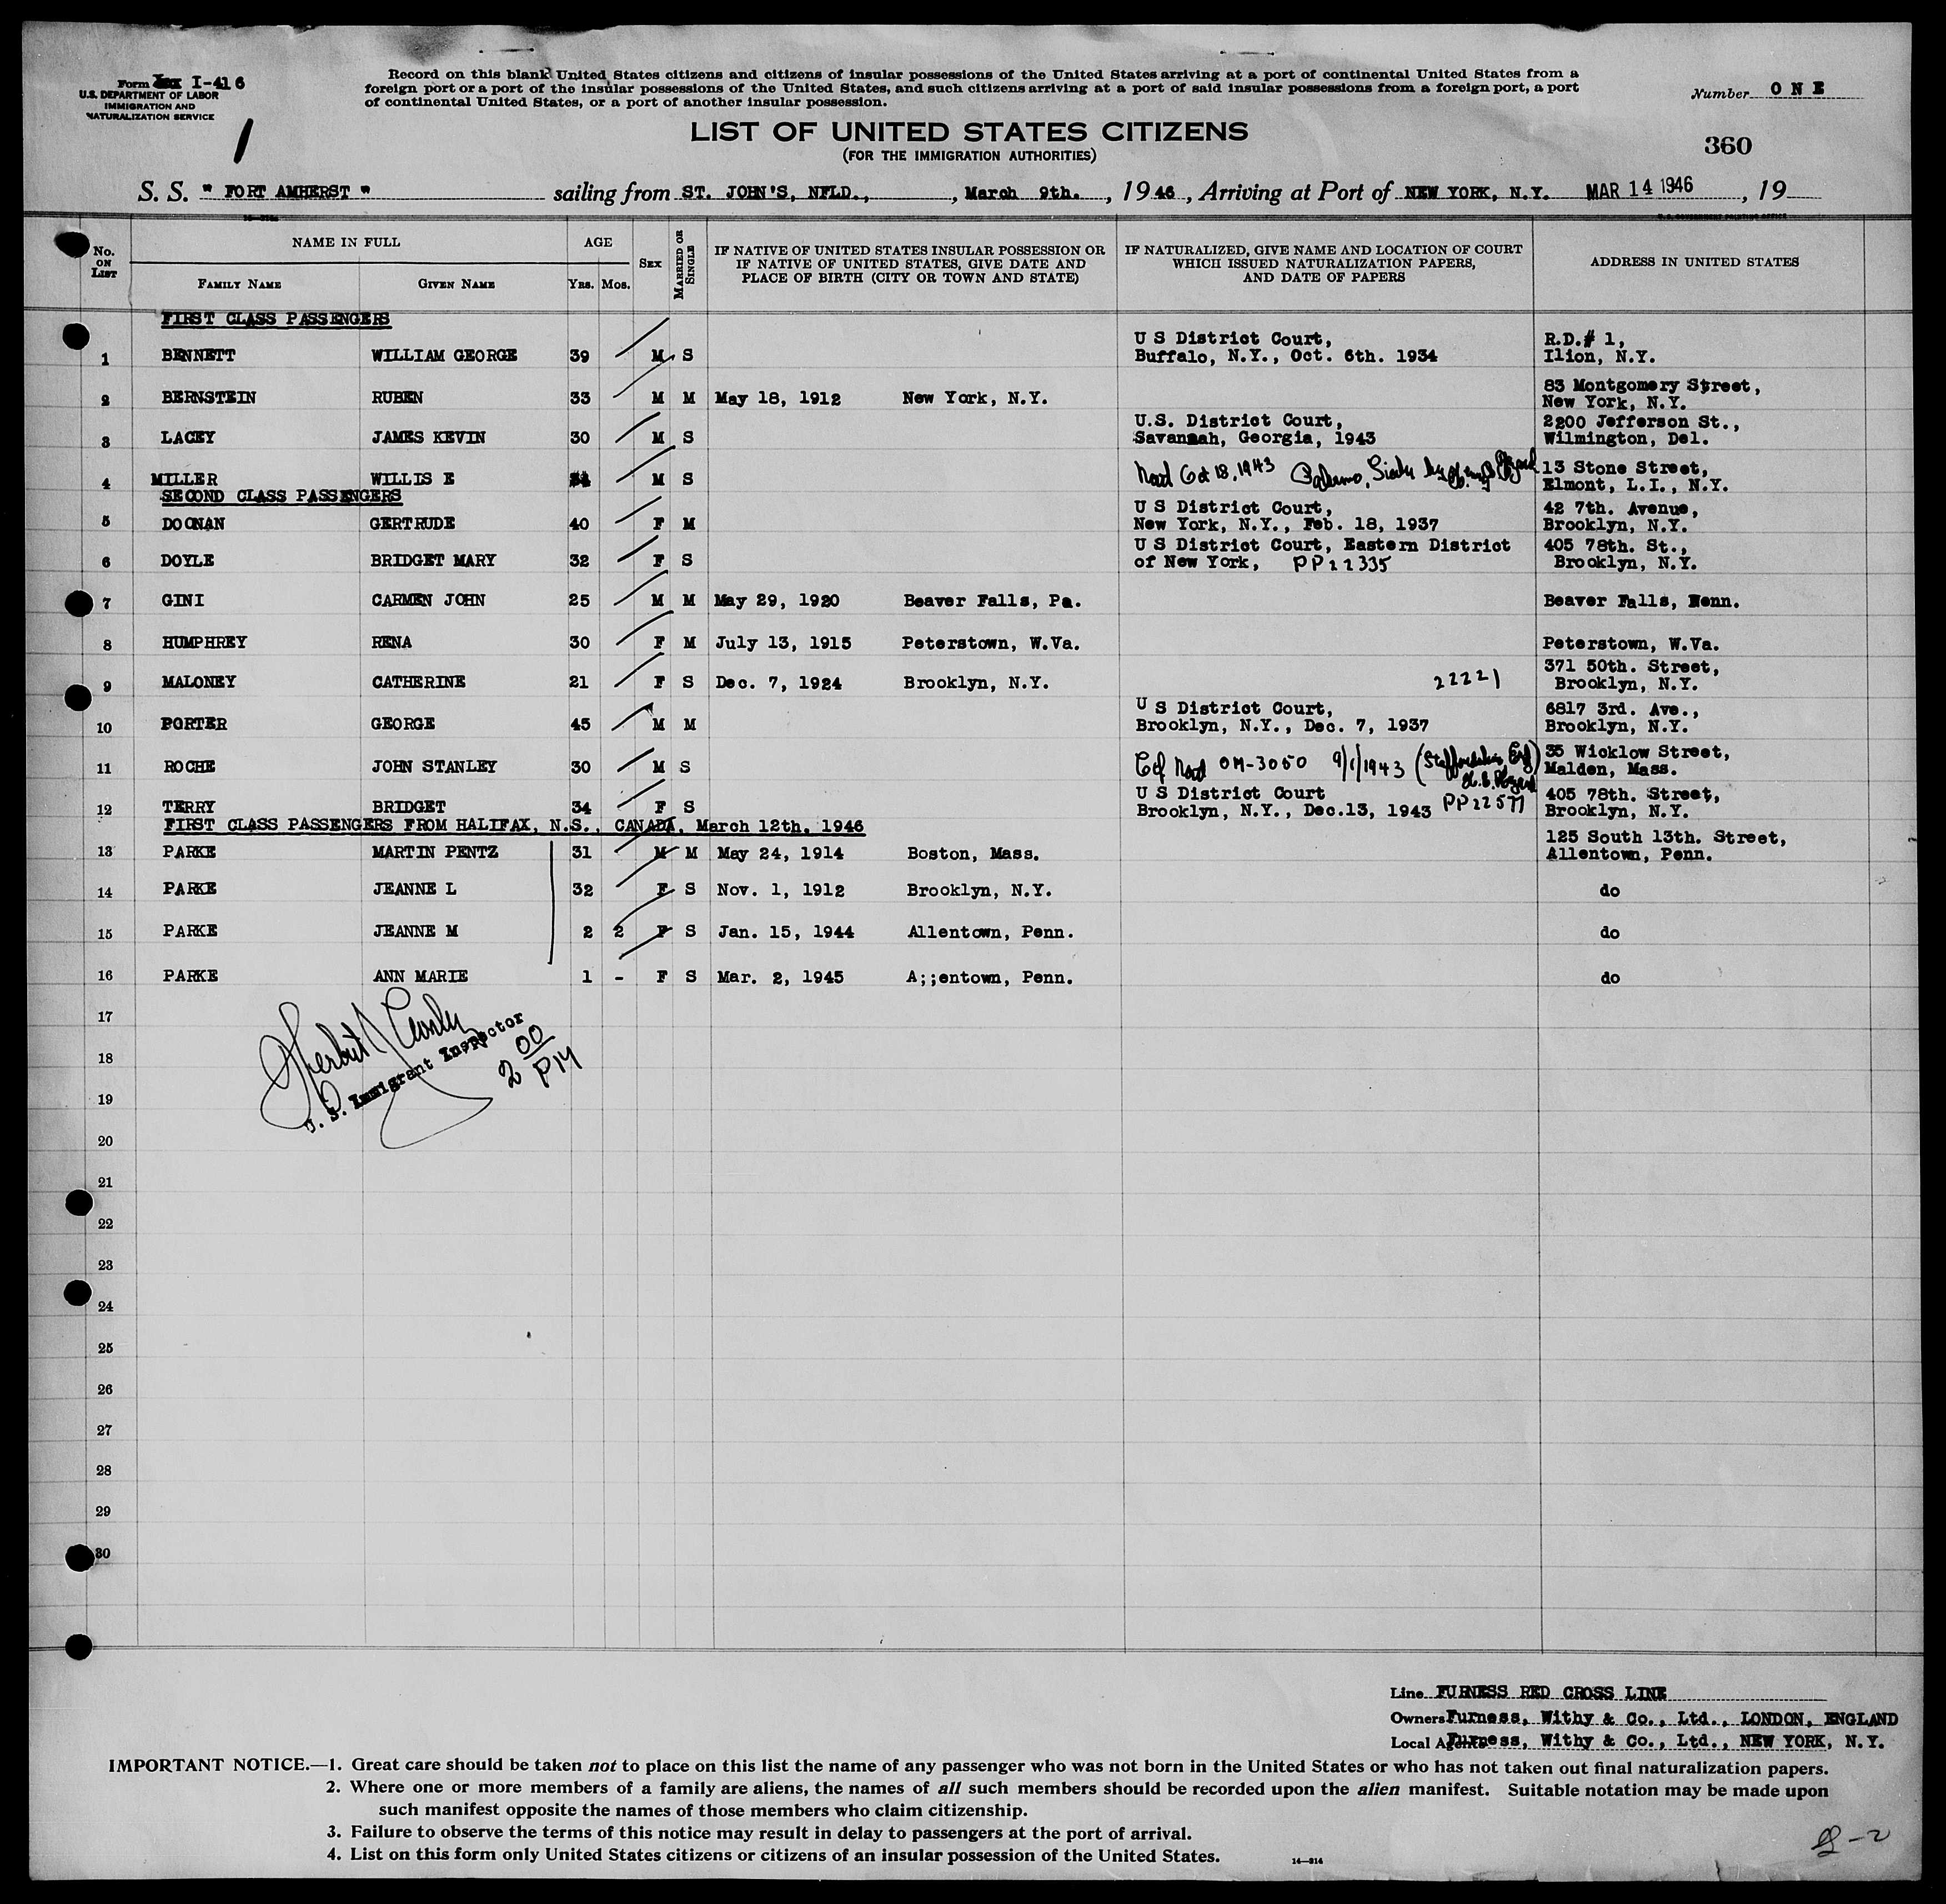 Form I-416
U.S. DEPARTMENT OF LABOR
IMMIGRATION AND
NATURALIZATION SERVICE
1
Record on this blank United States citizens and citizens of insular possessions of the United States arriving at a port of continental United States from a
foreign port or a port of the insular possessions of the United States, and such citizens arriving at a port of said insular possessions from a foreign port, a port
of continental United States, or a port of another insular possession.
Number ONE
LIST OF UNITED STATES CITIZENS
(FOR THE IMMIGRATION AUTHORITIES)
360
S. S. "FORT AMHERST" sailing from ST. JOHN'S, NFLD., , March 9th. , 1946 , Arriving at Port of NEW YORK, N.Y. MAR 14 1946 , 19
No. ON LIST NAME IN FULL FAMILY NAME GIVEN NAME AGE YRS. MOS. SEX MARRIED OR SINGLE IF NATIVE OF UNITED STATES INSULAR POSSESSION OR IF NATIVE OF UNITED STATES, GIVE DATE AND PLACE OF BIRTH (CITY OR TOWN AND STATE) IF NATURALIZED, GIVE NAME AND LOCATION OF COURT WHICH ISSUED NATURALIZATION PAPERS, AND DATE OF PAPERS ADDRESS IN UNITED STATES
FIRST CLASS PASSENGERS
U S District Court, R.D.# 1,
1 BENNETT WILLIAM GEORGE 39 M S Buffalo, N.Y., Oct. 6th. 1934 Ilion, N.Y.
83 Montgomery Street,
2 BERNSTEIN RUBEN 33 M M May 18, 1912 New York, N.Y. New York, N.Y.
U.S. District Court, 2200 Jefferson St.,
3 LACEY JAMES KEVIN 30 M S Savannah, Georgia, 1943 Wilmington, Del.
Oct 18, 1943 Palermo, Sicily by 13 Stone Street,
4 MILLER WILLIS E M S Elmont, L.I., N.Y.
SECOND CLASS PASSENGERS
U S District Court, 42 7th. Avenue,
5 DOONAN GERTRUDE 40 F M New York, N.Y., Feb. 18, 1937 Brooklyn, N.Y.
U S District Court, Eastern District 405 78th. St.,
6 DOYLE BRIDGET MARY 32 F S of New York, PP22335 Brooklyn, N.Y.
7 GINI CARMEN JOHN 25 M M May 29, 1920 Beaver Falls, Pa. Beaver Falls, Penn.
8 HUMPHREY RENA 30 F M July 13, 1915 Peterstown, W.Va. Peterstown, W.Va.
371 50th. Street,
9 MALONEY CATHERINE 21 F S Dec. 7, 1924 Brooklyn, N.Y. 22221 Brooklyn, N.Y.
U S District Court, 6817 3rd. Ave.,
10 PORTER GEORGE 45 M M Brooklyn, N.Y., Dec. 7, 1937 Brooklyn, N.Y.
35 Wicklow Street,
11 ROCHE JOHN STANLEY 30 M S OM-3050 9/1/1943 (Staffordshire Eng) Malden, Mass.
U S District Court 405 78th. Street,
12 TERRY BRIDGET 34 F S Brooklyn, N.Y., Dec.13, 1943 PP22577 Brooklyn, N.Y.
FIRST CLASS PASSENGERS FROM HALIFAX, N.S., CANADA, March 12th, 1946
125 South 13th. Street,
13 PARKE MARTIN PENTZ 31 M M May 24, 1914 Boston, Mass. Allentown, Penn.
14 PARKE JEANNE L 32 F S Nov. 1, 1912 Brooklyn, N.Y. do
15 PARKE JEANNE M 2 2 F S Jan. 15, 1944 Allentown, Penn. do
16 PARKE ANN MARIE 1 - F S Mar. 2, 1945 A;;entown, Penn. do
17
Herbert J
U. S. Immigrant Inspector
2 00 PM
18
19
20
21
22
23
24
25
26
27
28
29
30
Line FURNESS RED CROSS LINE
Owners Furness, Withy & Co., Ltd., LONDON, ENGLAND
Local Agents Furness, Withy & Co., Ltd., NEW YORK, N.Y.
IMPORTANT NOTICE.—1. Great care should be taken not to place on this list the name of any passenger who was not born in the United States or who has not taken out final naturalization papers.
2. Where one or more members of a family are aliens, the names of all such members should be recorded upon the alien manifest. Suitable notation may be made upon
such manifest opposite the names of those members who claim citizenship.
3. Failure to observe the terms of this notice may result in delay to passengers at the port of arrival.
4. List on this form only United States citizens or citizens of an insular possession of the United States.
14—314